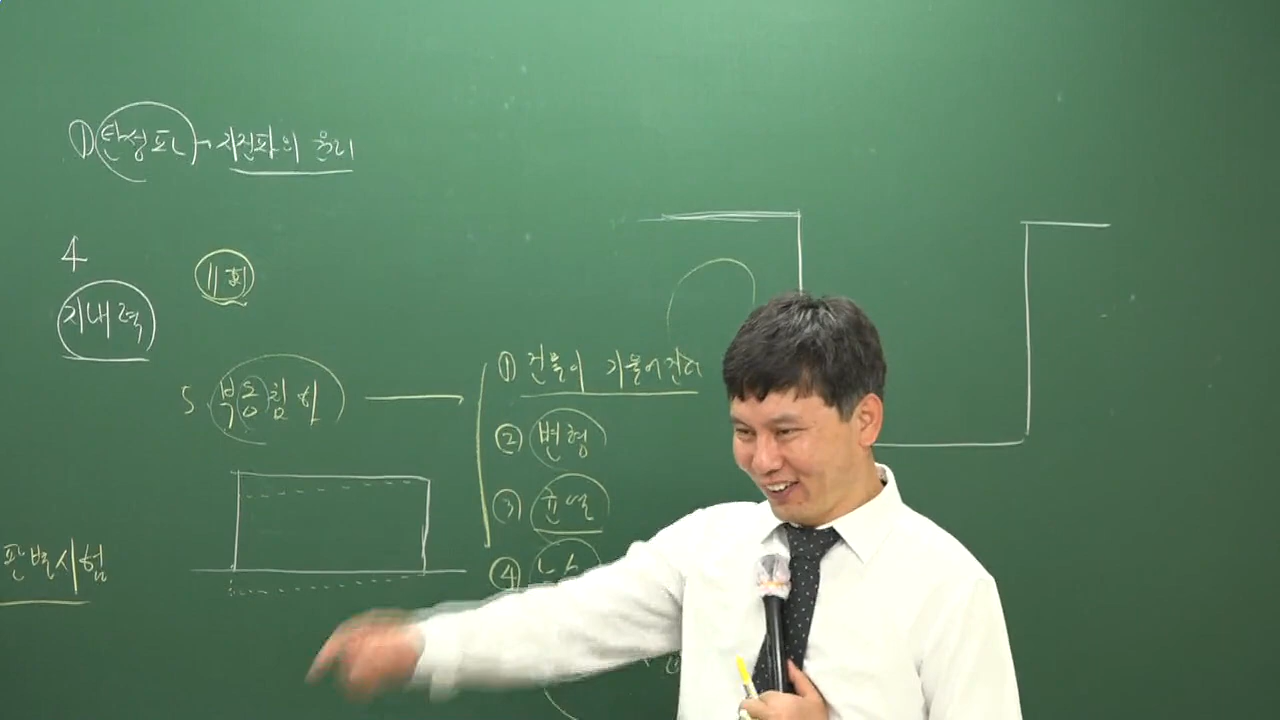 ① 탄성파 → 지진파의 원리
4
지내력
11회
5 부동침하
① 건물이 기울어진다
② 변형
③ 균열
④ 누수
판별시험